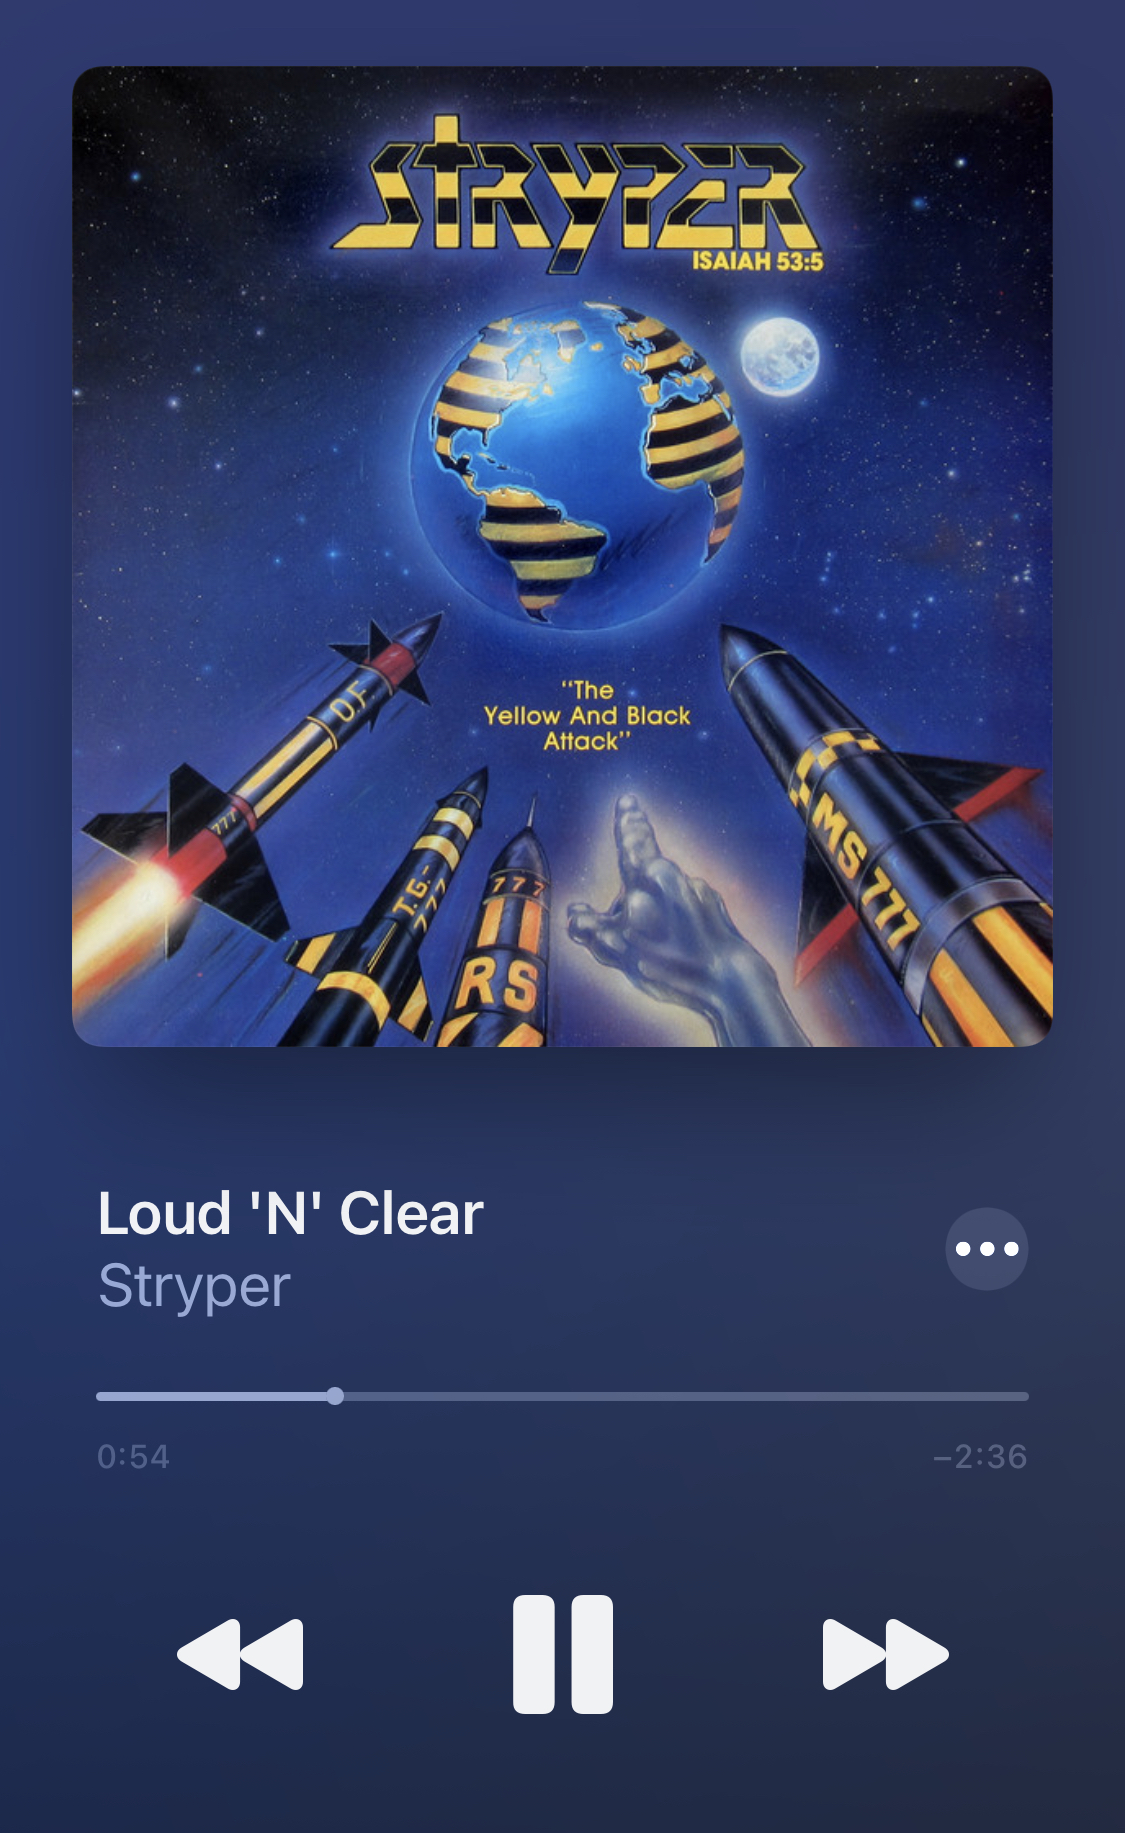 STRYPER
ISAIAH 53:5
“The
Yellow And Black
Attack”
O.F.
777
T.G.-
777
777
RS
MS 777
Loud 'N' Clear
Stryper
0:54
−2:36